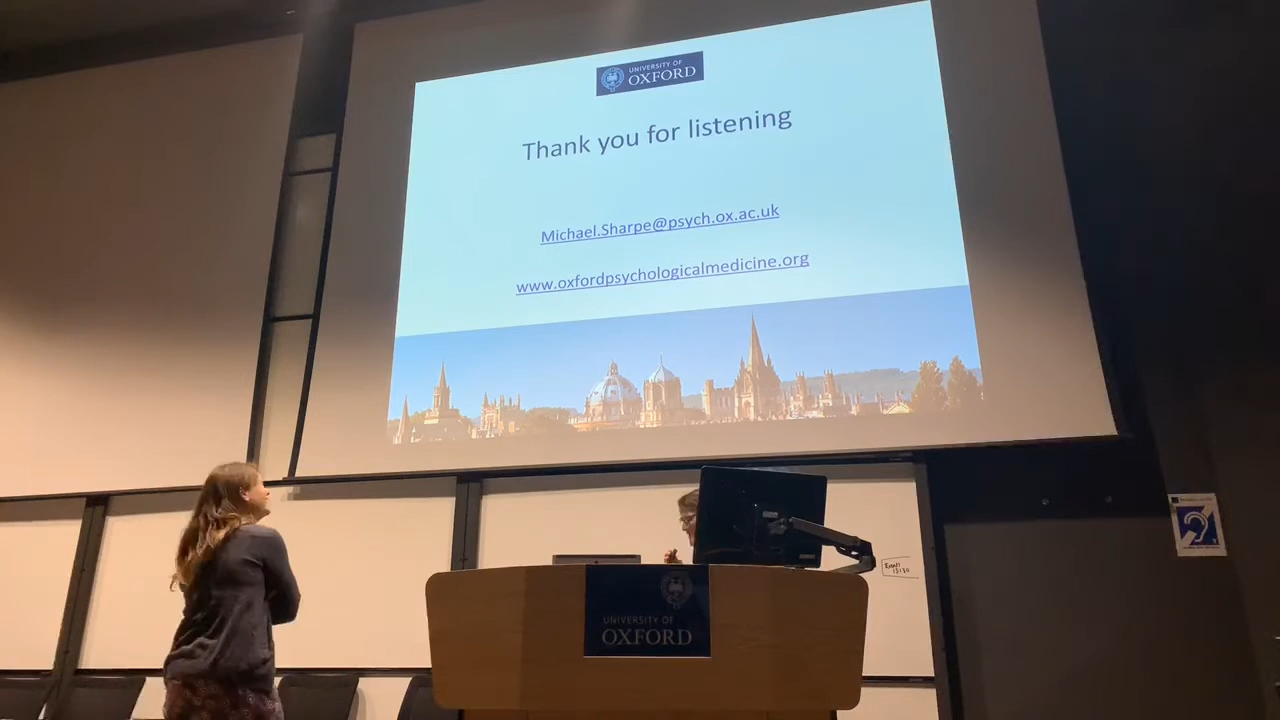 UNIVERSITY OF
OXFORD
Thank you for listening
Michael.Sharpe@psych.ox.ac.uk
www.oxfordpsychologicalmedicine.org
UNIVERSITY OF
OXFORD